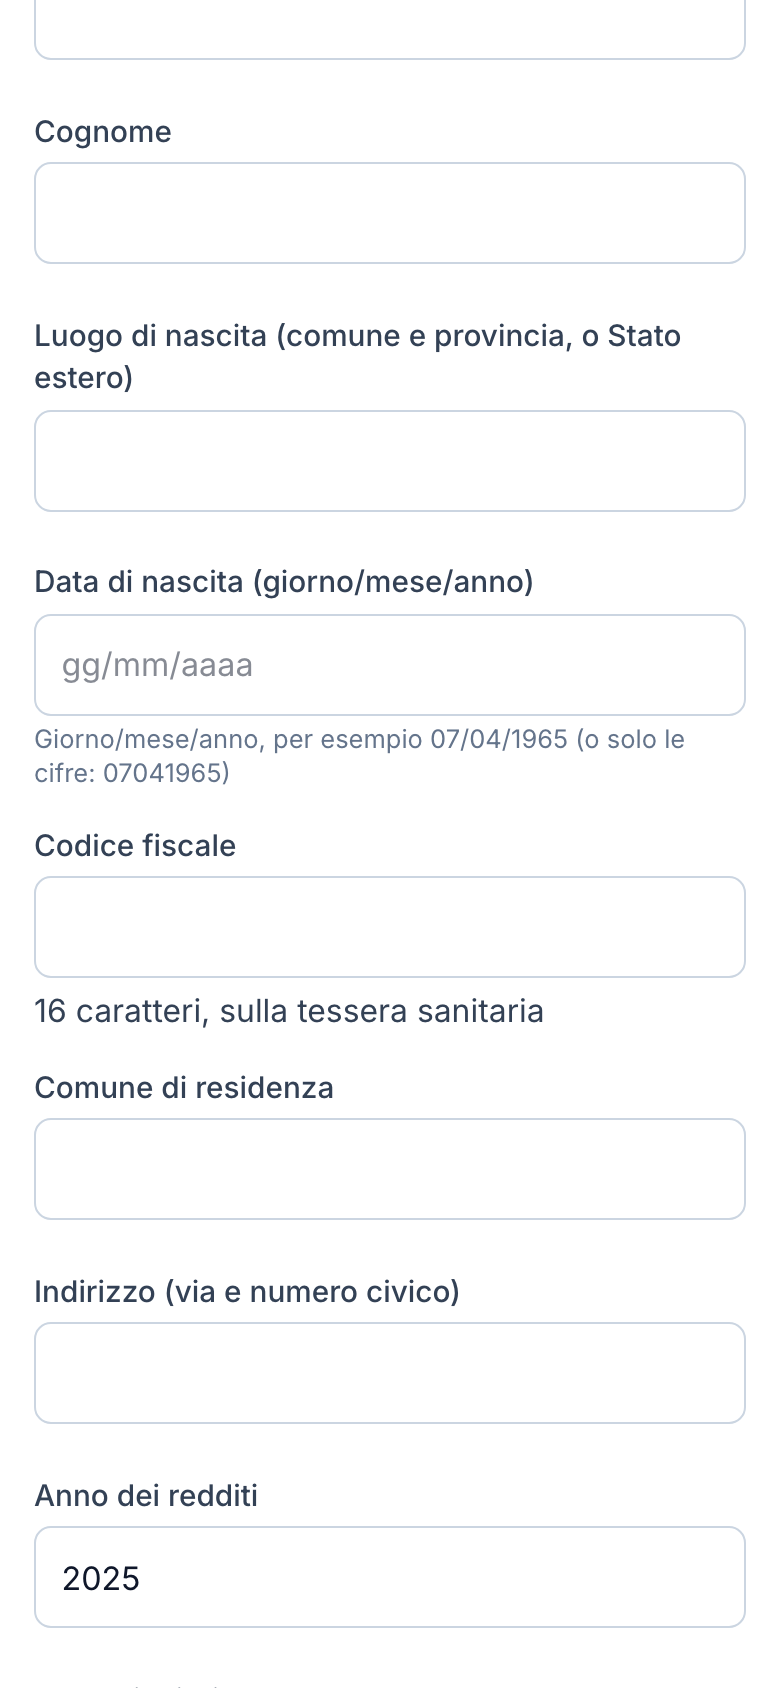 Cognome
Luogo di nascita (comune e provincia, o Stato
estero)
Data di nascita (giorno/mese/anno)
gg/mm/aaaa
Giorno/mese/anno, per esempio 07/04/1965 (o solo le
cifre: 07041965)
Codice fiscale
16 caratteri, sulla tessera sanitaria
Comune di residenza
Indirizzo (via e numero civico)
Anno dei redditi
2025